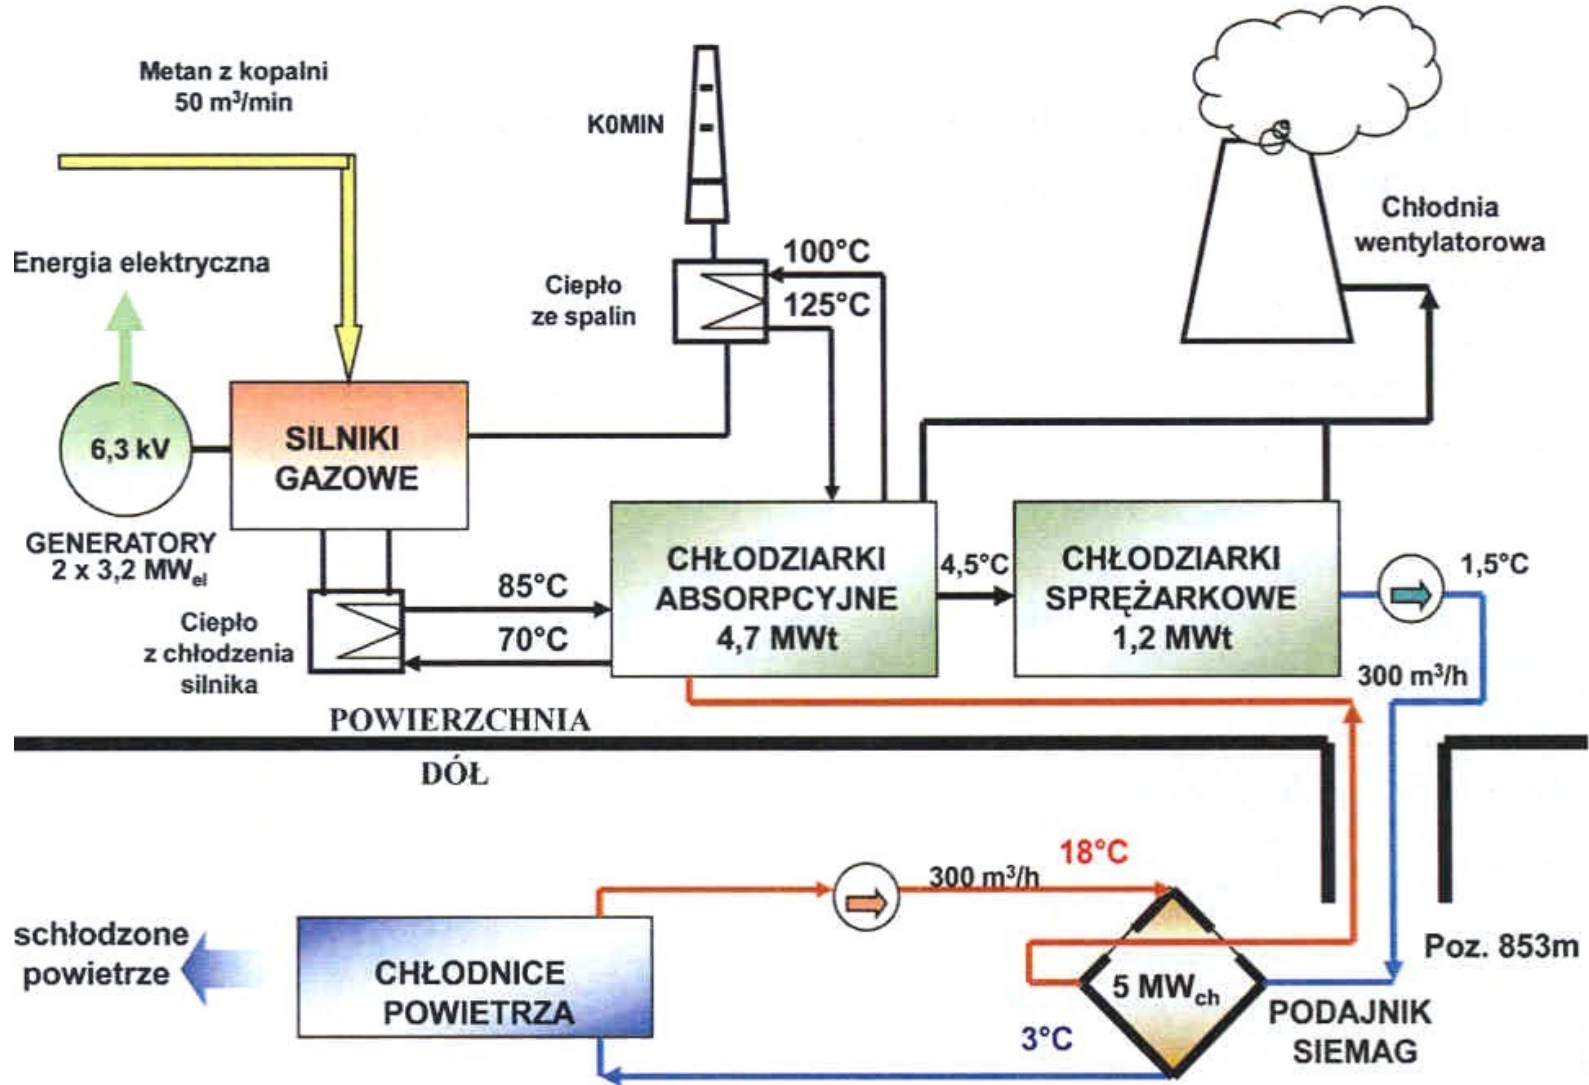 Metan z kopalni
50 m³/min
K0MIN
Chłodnia
wentylatorowa
Energia elektryczna
Ciepło
ze spalin
100°C
125°C
6,3 kV
SILNIKI
GAZOWE
GENERATORY
2 x 3,2 MWel
Ciepło
z chłodzenia
silnika
85°C
70°C
CHŁODZIARKI
ABSORPCYJNE
4,7 MWt
4,5°C
CHŁODZIARKI
SPRĘŻARKOWE
1,2 MWt
1,5°C
300 m³/h
POWIERZCHNIA
DÓŁ
18°C
300 m³/h
schłodzone
powietrze
CHŁODNICE
POWIETRZA
5 MWch
3°C
Poz. 853m
PODAJNIK
SIEMAG